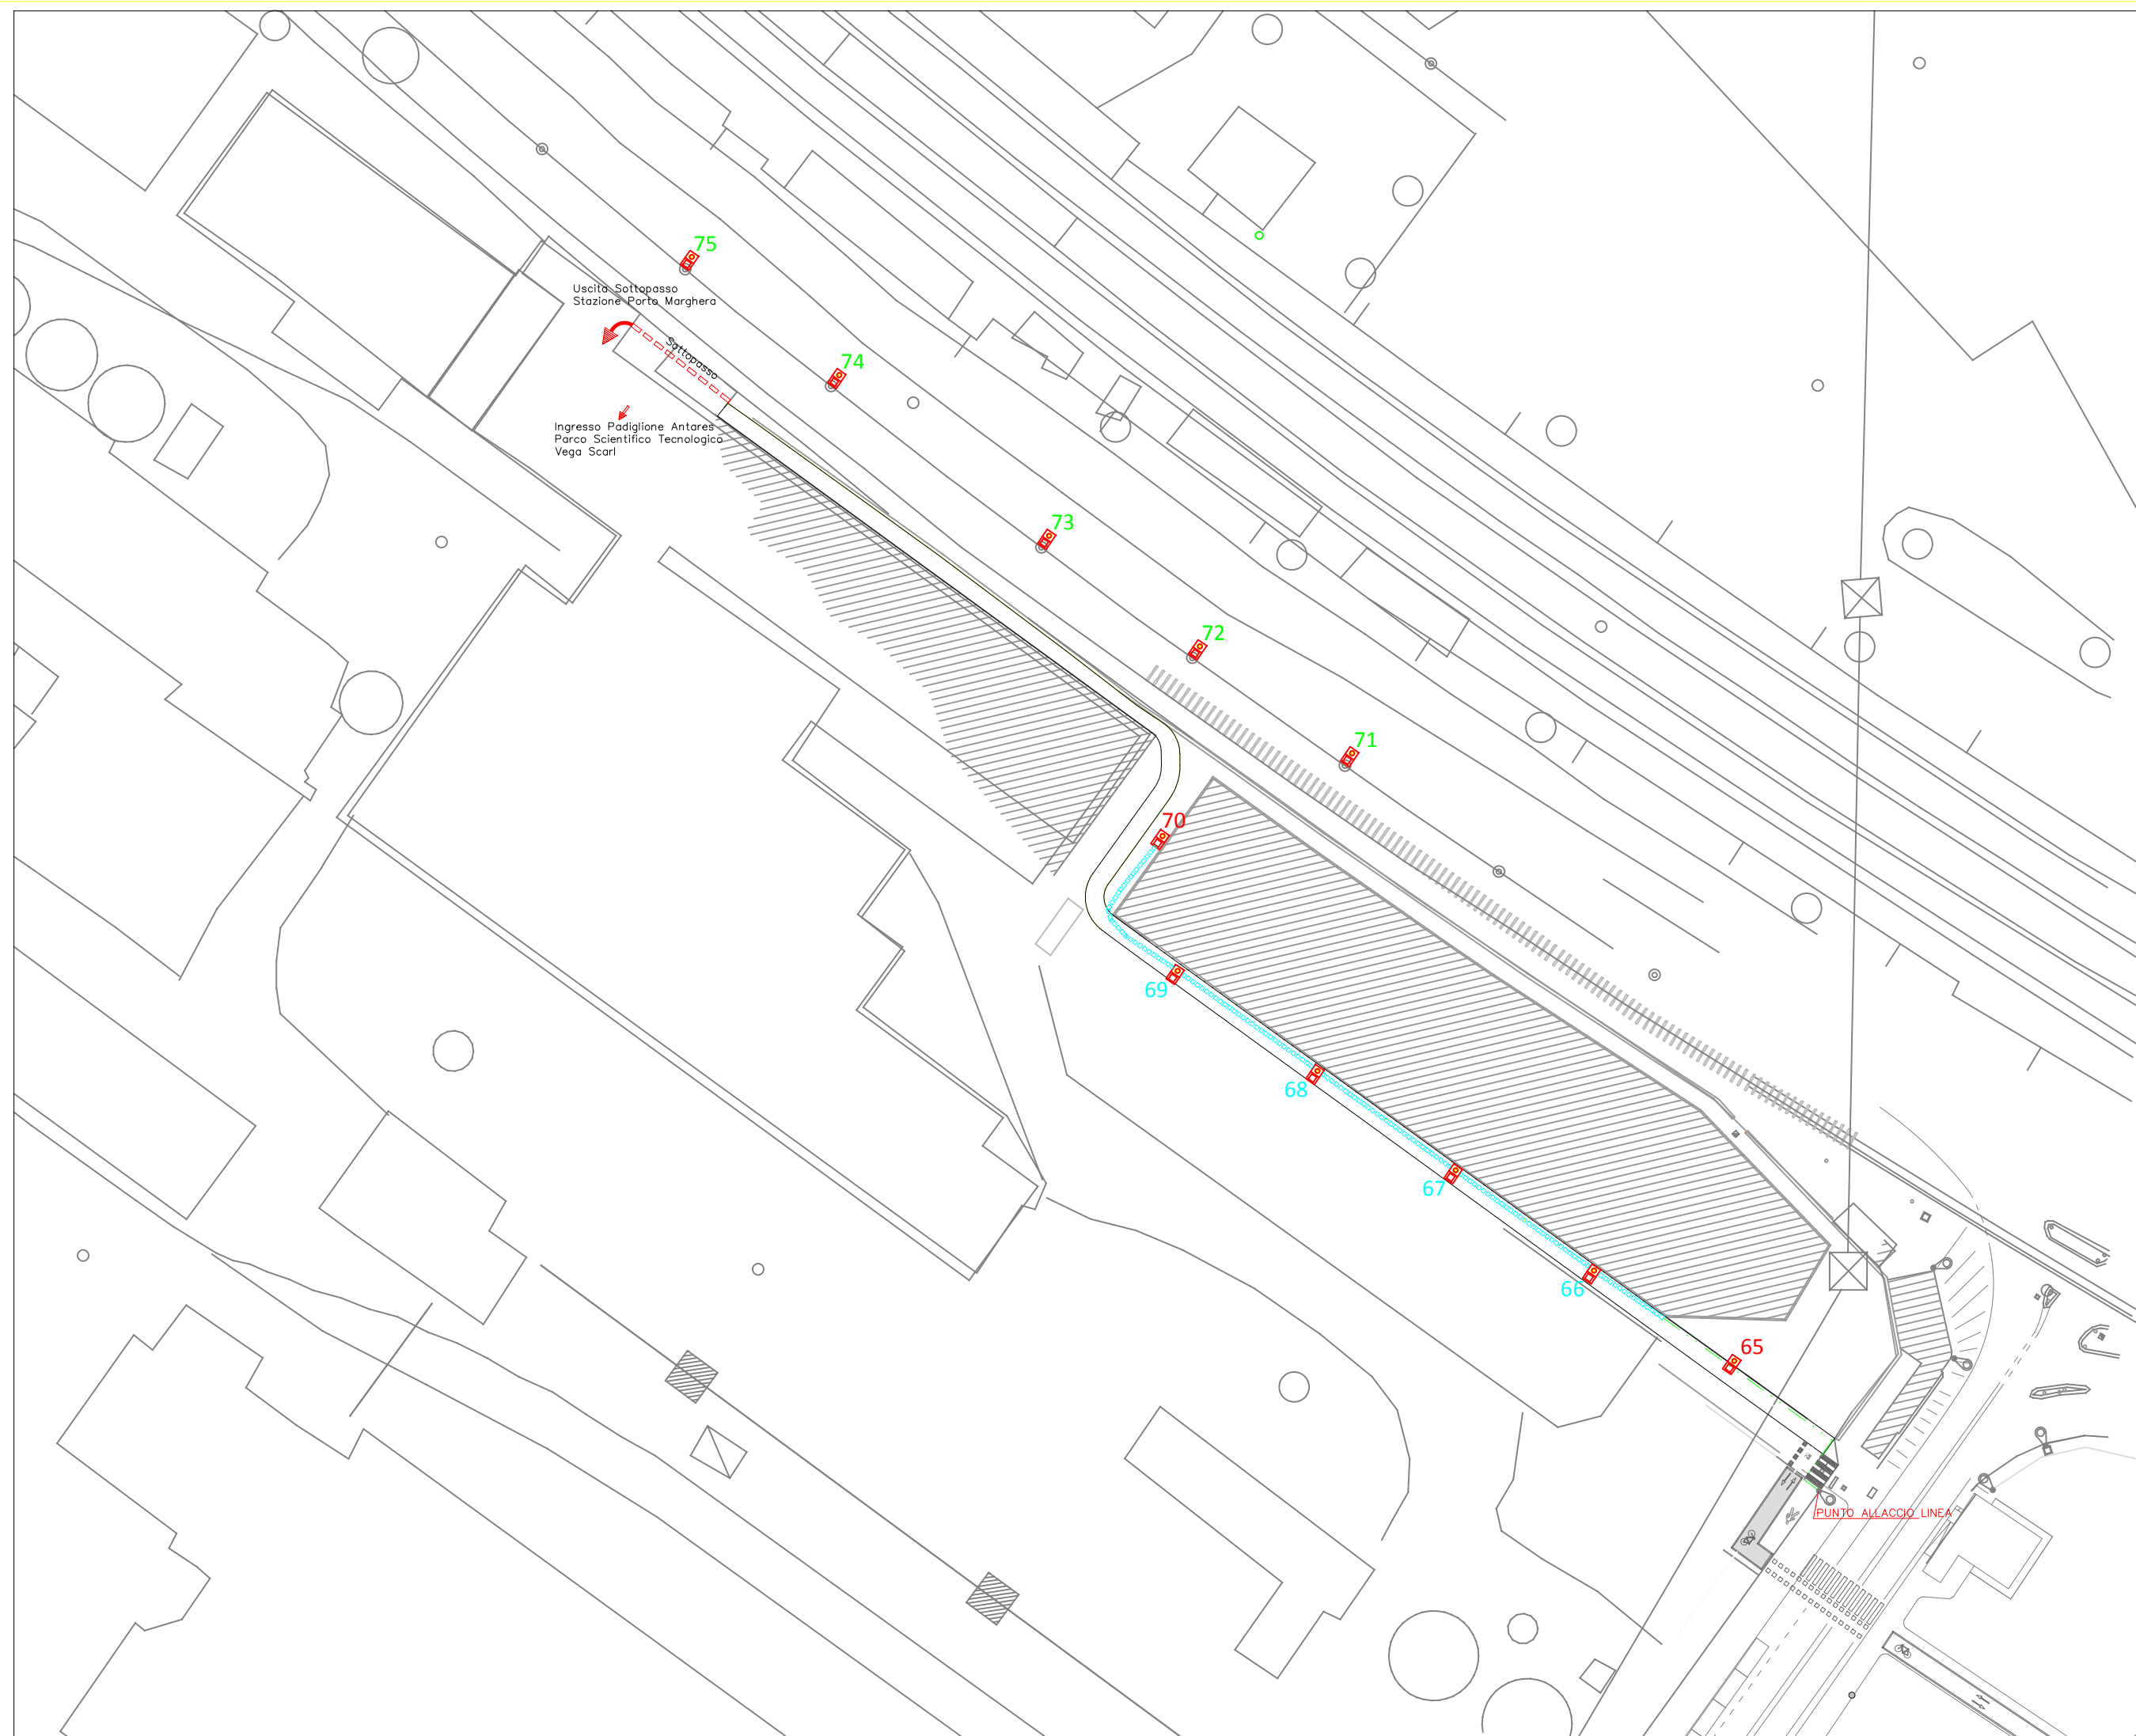 75
Uscita Sottopasso
Stazione Porto Marghera
Sottopasso
74
Ingresso Padiglione Antares
Parco Scientifico Tecnologico
Vega Scarl
73
72
71
70
69
68
67
66
65
PUNTO ALLACCIO LINEA